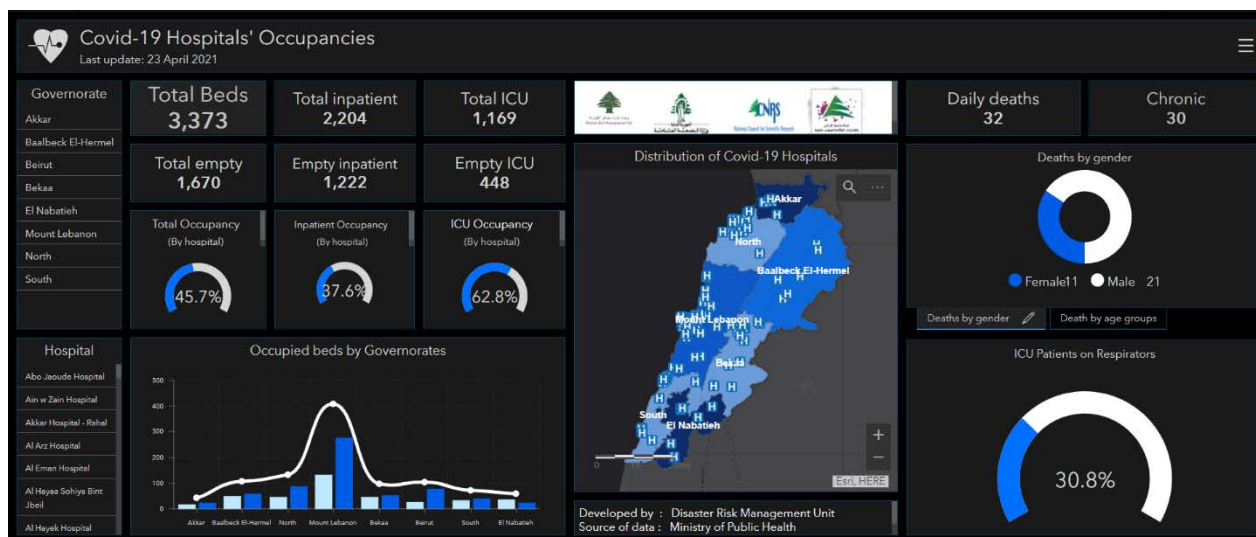 Covid-19 Hospitals' Occupancies
Last update: 23 April 2021
Governorate
Akkar
Baalbeck El-Hermel
Beirut
Bekaa
El Nabatieh
Mount Lebanon
North
South
Total Beds
3,373
Total inpatient
2,204
Total ICU
1,169
Total empty
1,670
Empty inpatient
1,222
Empty ICU
448
Total Occupancy
(By hospital)
45.7%
Inpatient Occupancy
(By hospital)
37.6%
ICU Occupancy
(By hospital)
62.8%
CNRS
National Council for Scientific Research
Distribution of Covid-19 Hospitals
Akkar
North
Baalbeck El-Hermel
Mount Lebanon
Bekaa
South
El Nabatieh
Esri, HERE
Developed by : Disaster Risk Management Unit
Source of data : Ministry of Public Health
Daily deaths
32
Chronic
30
Deaths by gender
Female11 Male 21
Deaths by gender
Death by age groups
ICU Patients on Respirators
30.8%
Hospital
Abo Jaoude Hospital
Ain w Zain Hospital
Akkar Hospital - Rahal
Al Arz Hospital
Al Eman Hospital
Al Hayaa Sohiya Bint
Jbeil
Al Hayek Hospital
Occupied beds by Governorates
500
400
300
200
100
0
Akkar Baalbeck El-Hermel North Mount Lebanon Bekaa Beirut South El Nabatieh